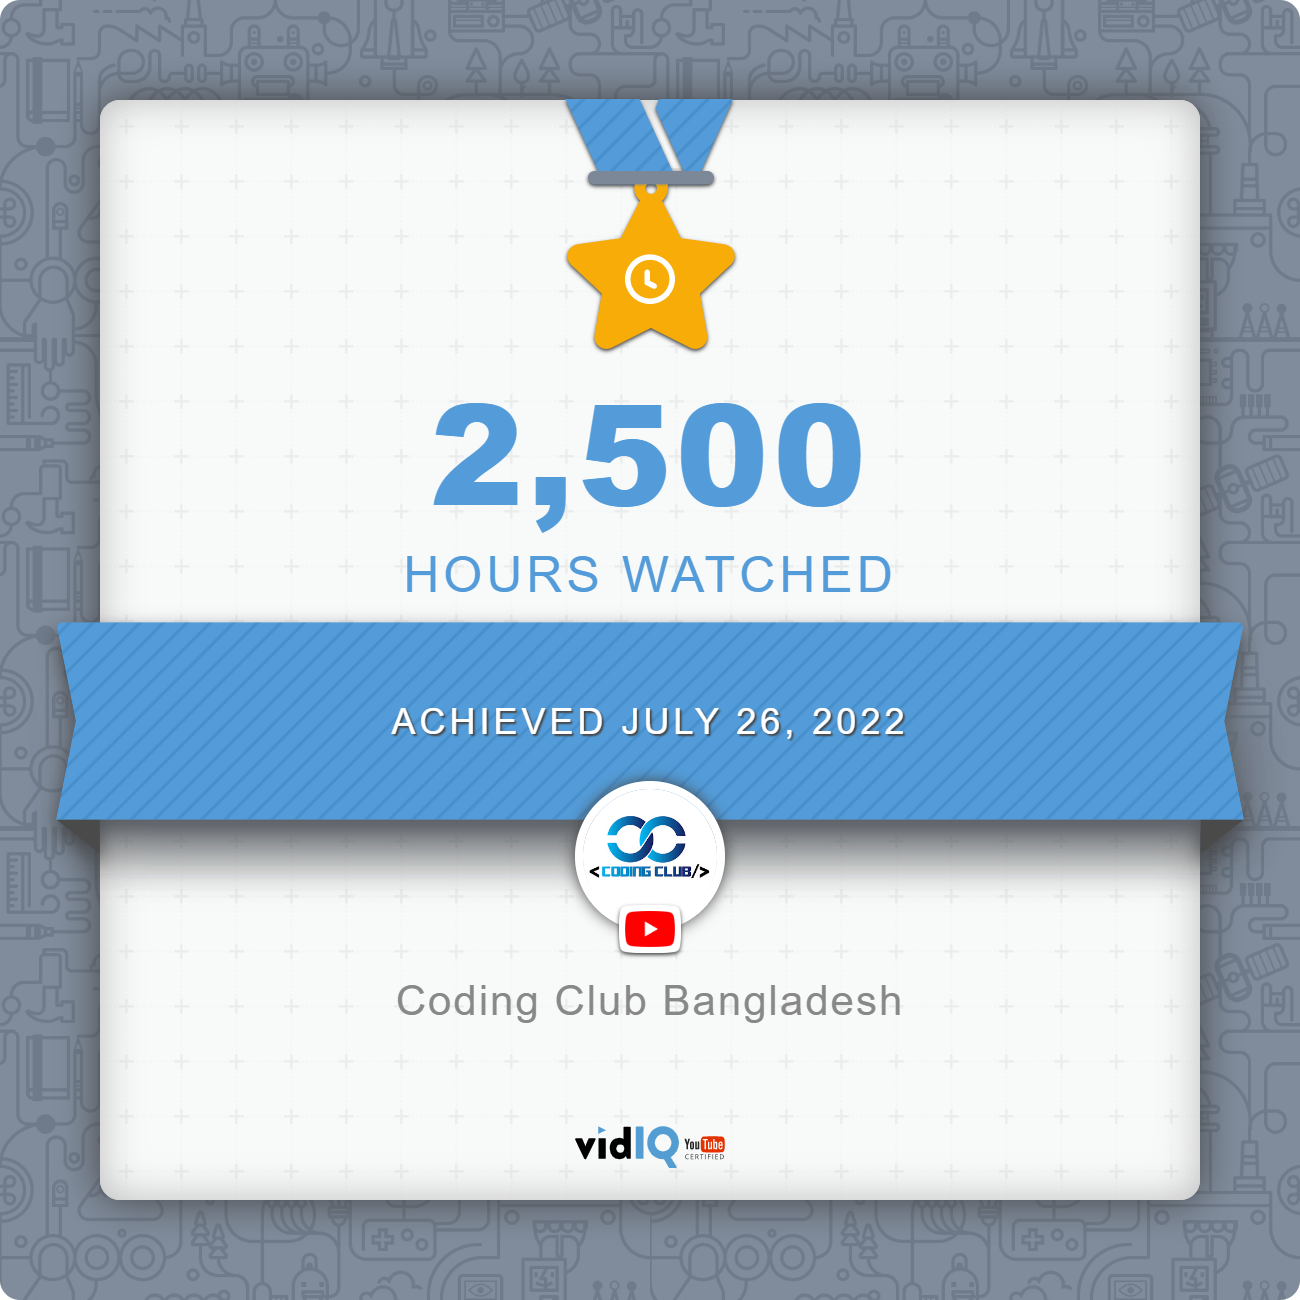 2,500
HOURS WATCHED
ACHIEVED JULY 26, 2022
<CODING CLUB/>
Coding Club Bangladesh
vidIQ YouTube
CERTIFIED